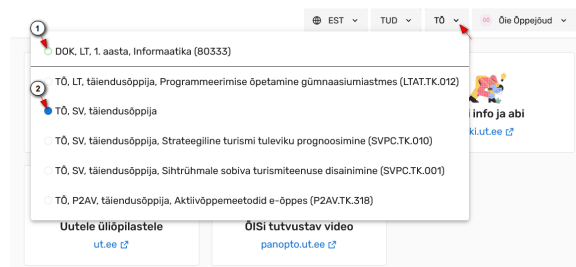 EST TUD TÕ Õie Õppejõud
1
DOK, LT, 1. aasta, Informaatika (80333)
TÕ, LT, täiendusõppija, Programmeerimise õpetamine gümnaasiumiastmes (LTAT.TK.012)
2
TÕ, SV, täiendusõppija
i info ja abi
ki.ut.ee
TÕ, SV, täiendusõppija, Strateegiline turismi tuleviku prognoosimine (SVPC.TK.010)
TÕ, SV, täiendusõppija, Sihtrühmale sobiva turismiteenuse disainimine (SVPC.TK.001)
TÕ, P2AV, täiendusõppija, Aktiivõppemeetodid e-õppes (P2AV.TK.318)
Uutele üliõpilastele
ut.ee
ÕISi tutvustav video
panopto.ut.ee